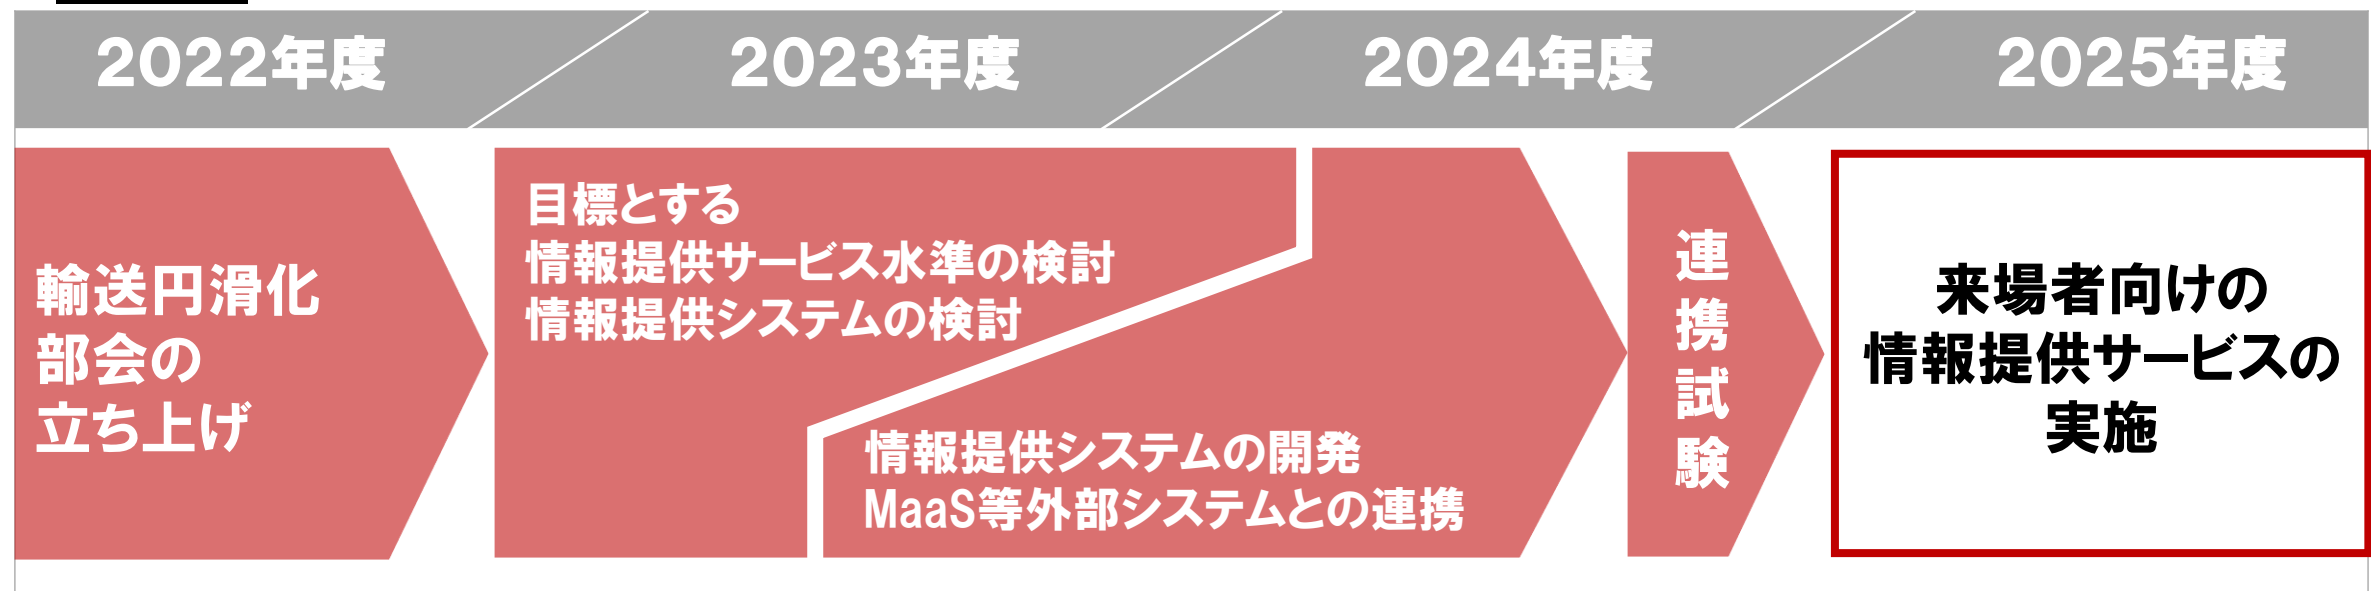 2022年度
2023年度
2024年度
2025年度
輸送円滑化
部会の
立ち上げ
目標とする
情報提供サービス水準の検討
情報提供システムの検討
情報提供システムの開発
MaaS等外部システムとの連携
連携試験
来場者向けの
情報提供サービスの
実施